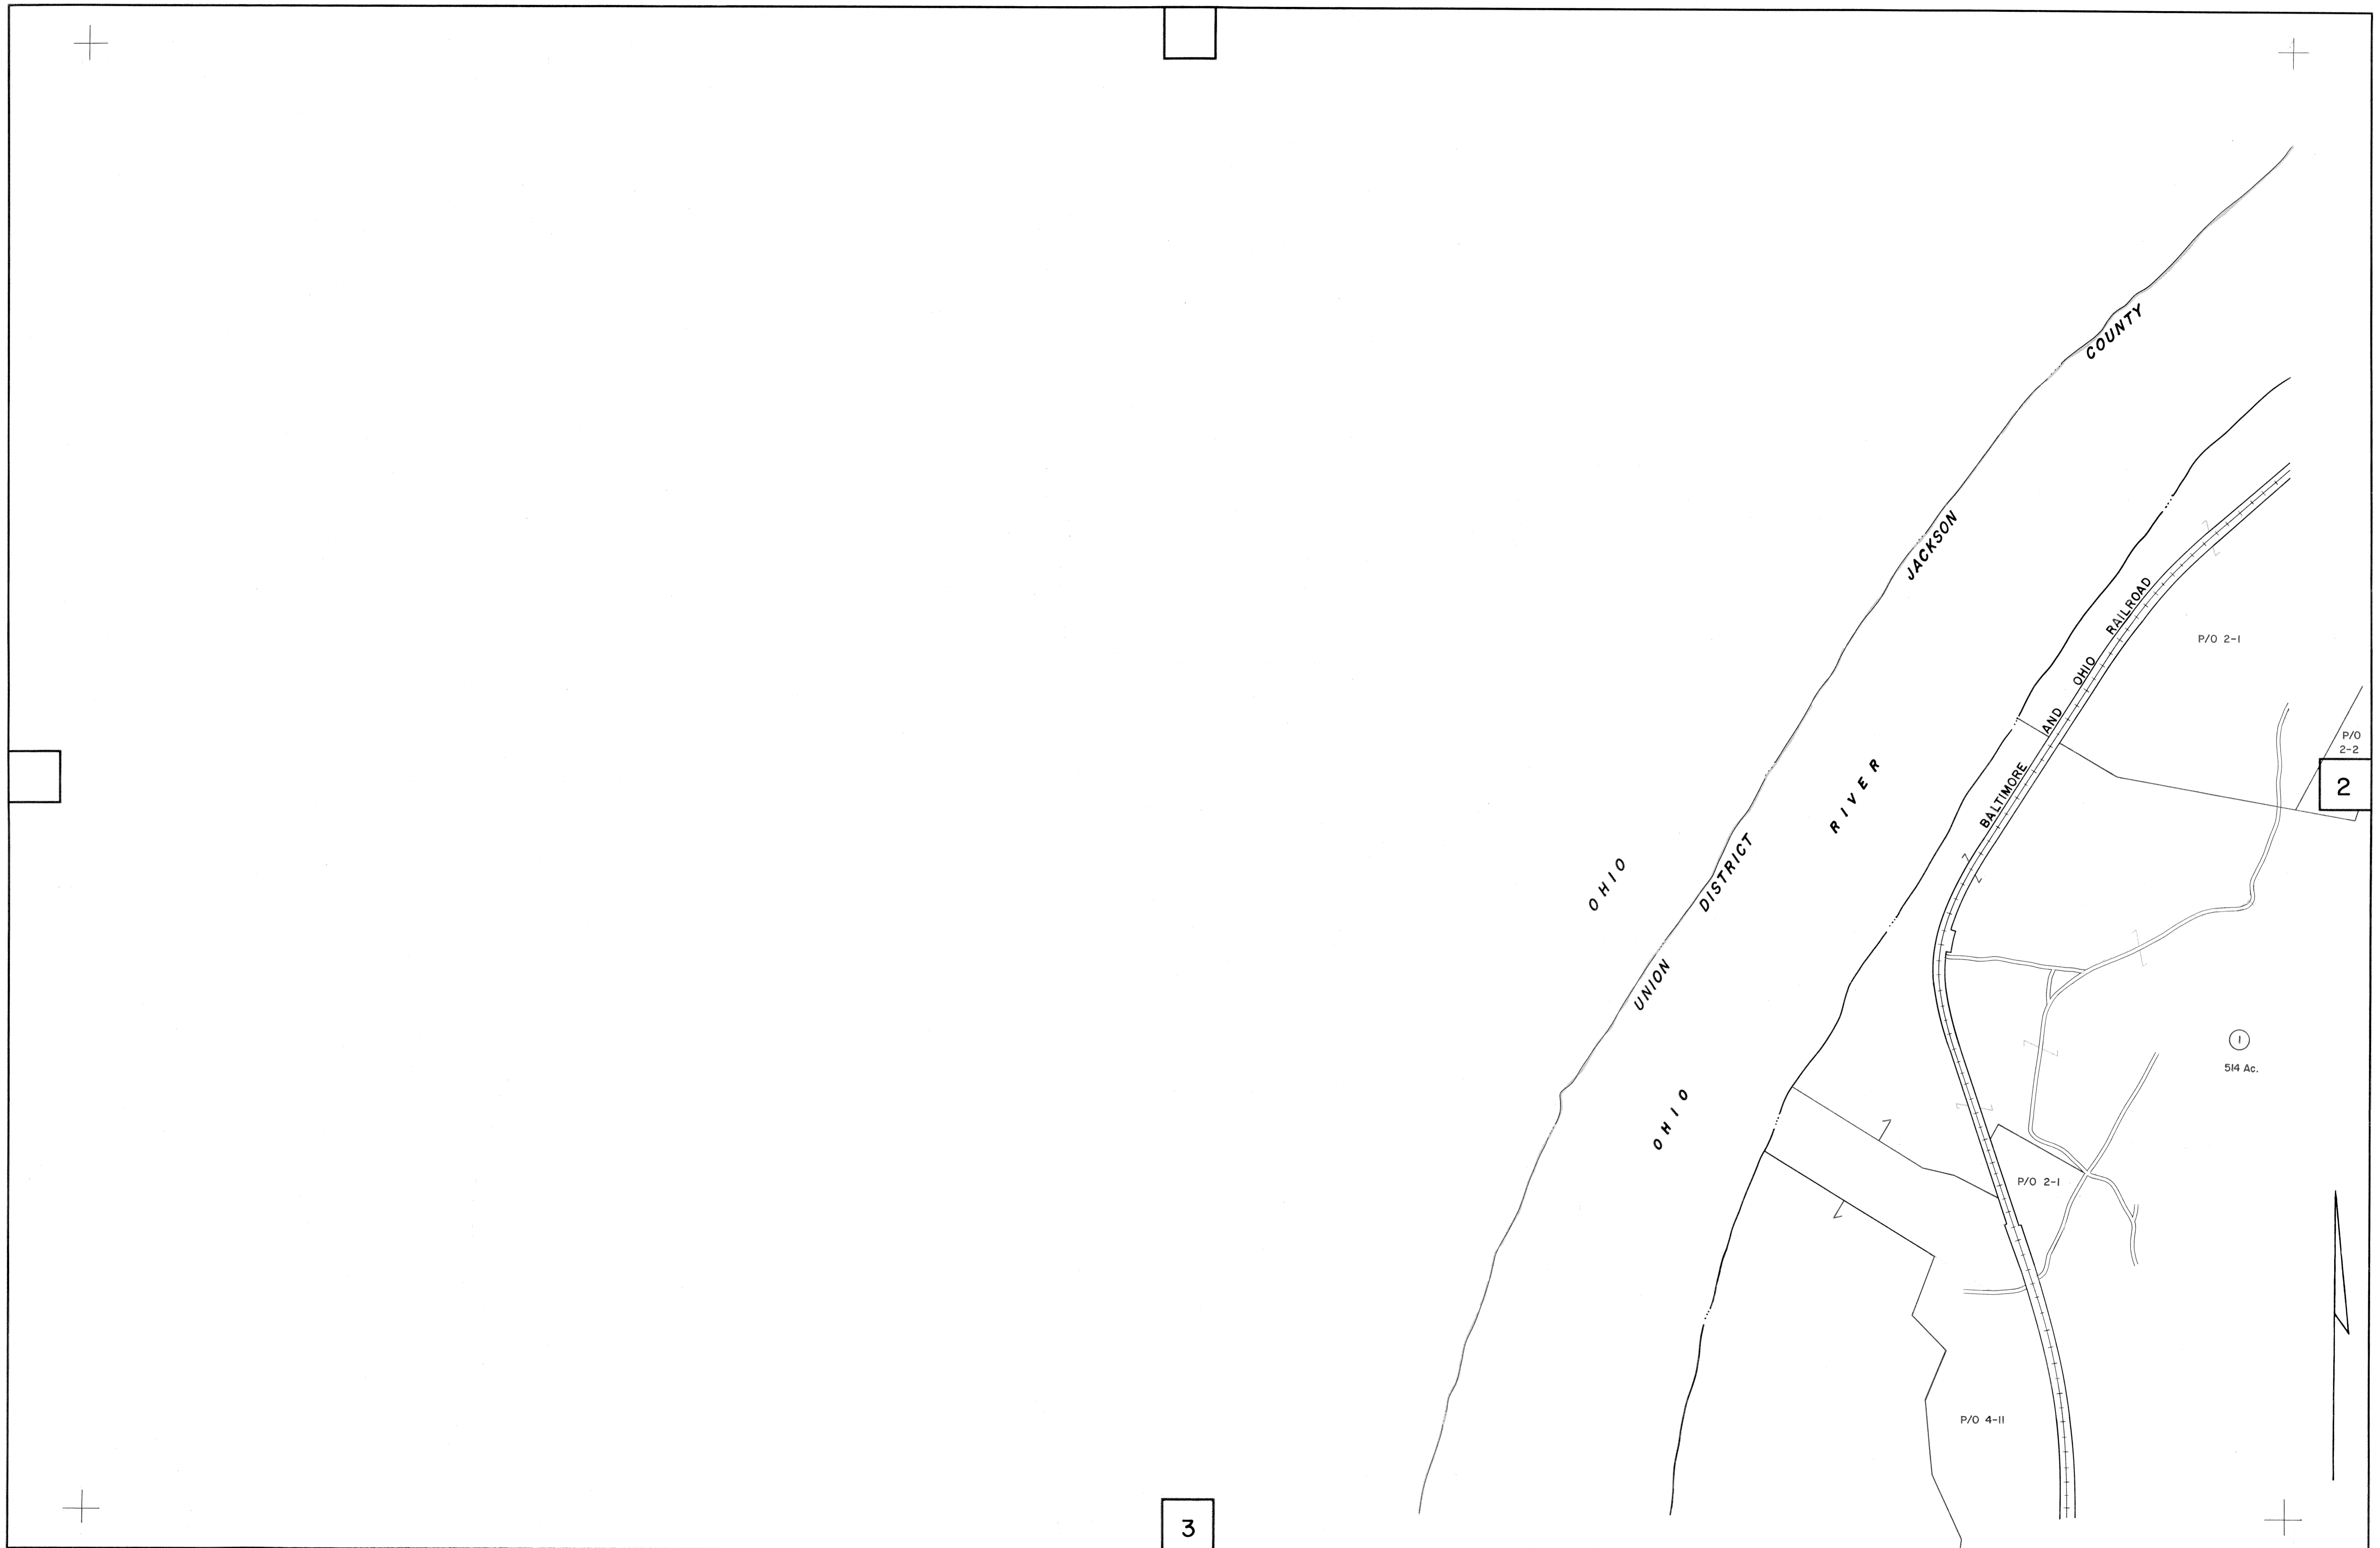 COUNTY
JACKSON
BALTIMORE AND OHIO RAILROAD
P/O 2-1
P/O
2-2
2
OHIO RIVER
OHIO
UNION DISTRICT
1
514 Ac.
P/O 2-1
P/O 4-11
3